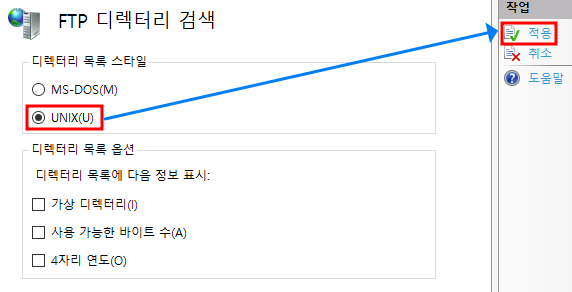 FTP 디렉터리 검색
디렉터리 목록 스타일
MS-DOS(M)
UNIX(U)
디렉터리 목록 옵션
디렉터리 목록에 다음 정보 표시:
가상 디렉터리(I)
사용 가능한 바이트 수(A)
4자리 연도(O)
작업
적용
취소
도움말